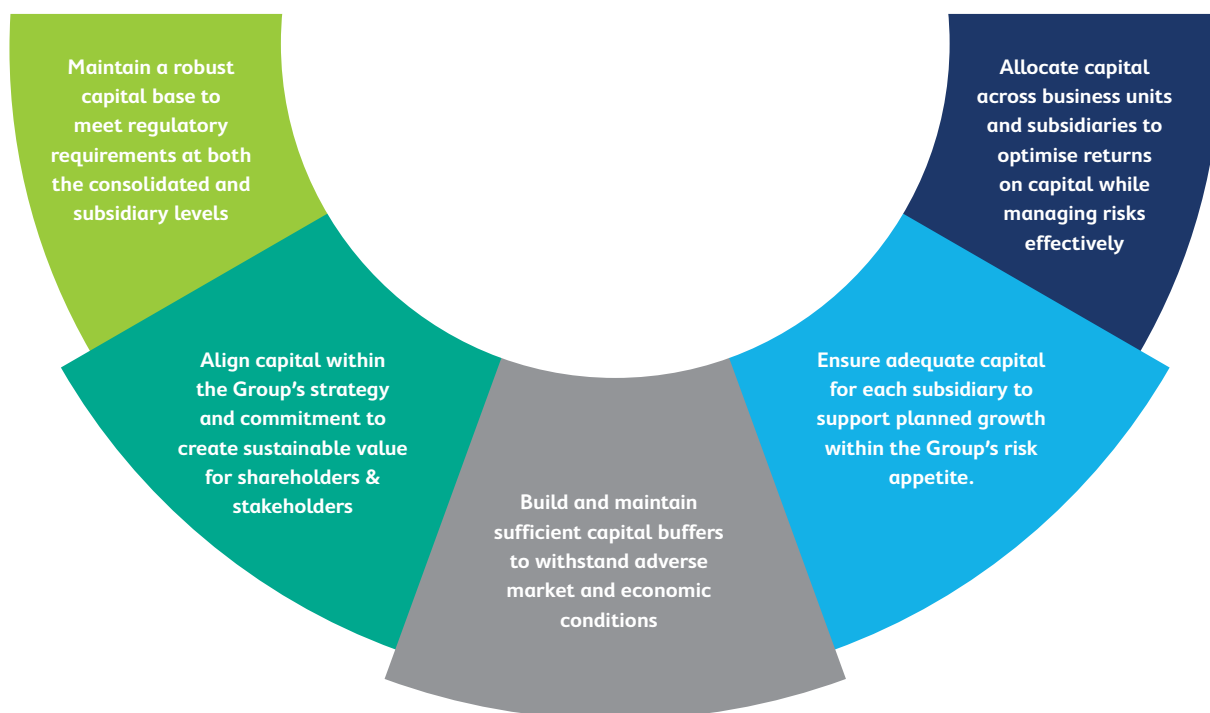 Maintain a robust
capital base to
meet regulatory
requirements at both
the consolidated and
subsidiary levels
Align capital within
the Group's strategy
and commitment to
create sustainable value
for shareholders &
stakeholders
Build and maintain
sufficient capital buffers
to withstand adverse
market and economic
conditions
Ensure adequate capital
for each subsidiary to
support planned growth
within the Group's risk
appetite.
Allocate capital
across business units
and subsidiaries to
optimise returns
on capital while
managing risks
effectively